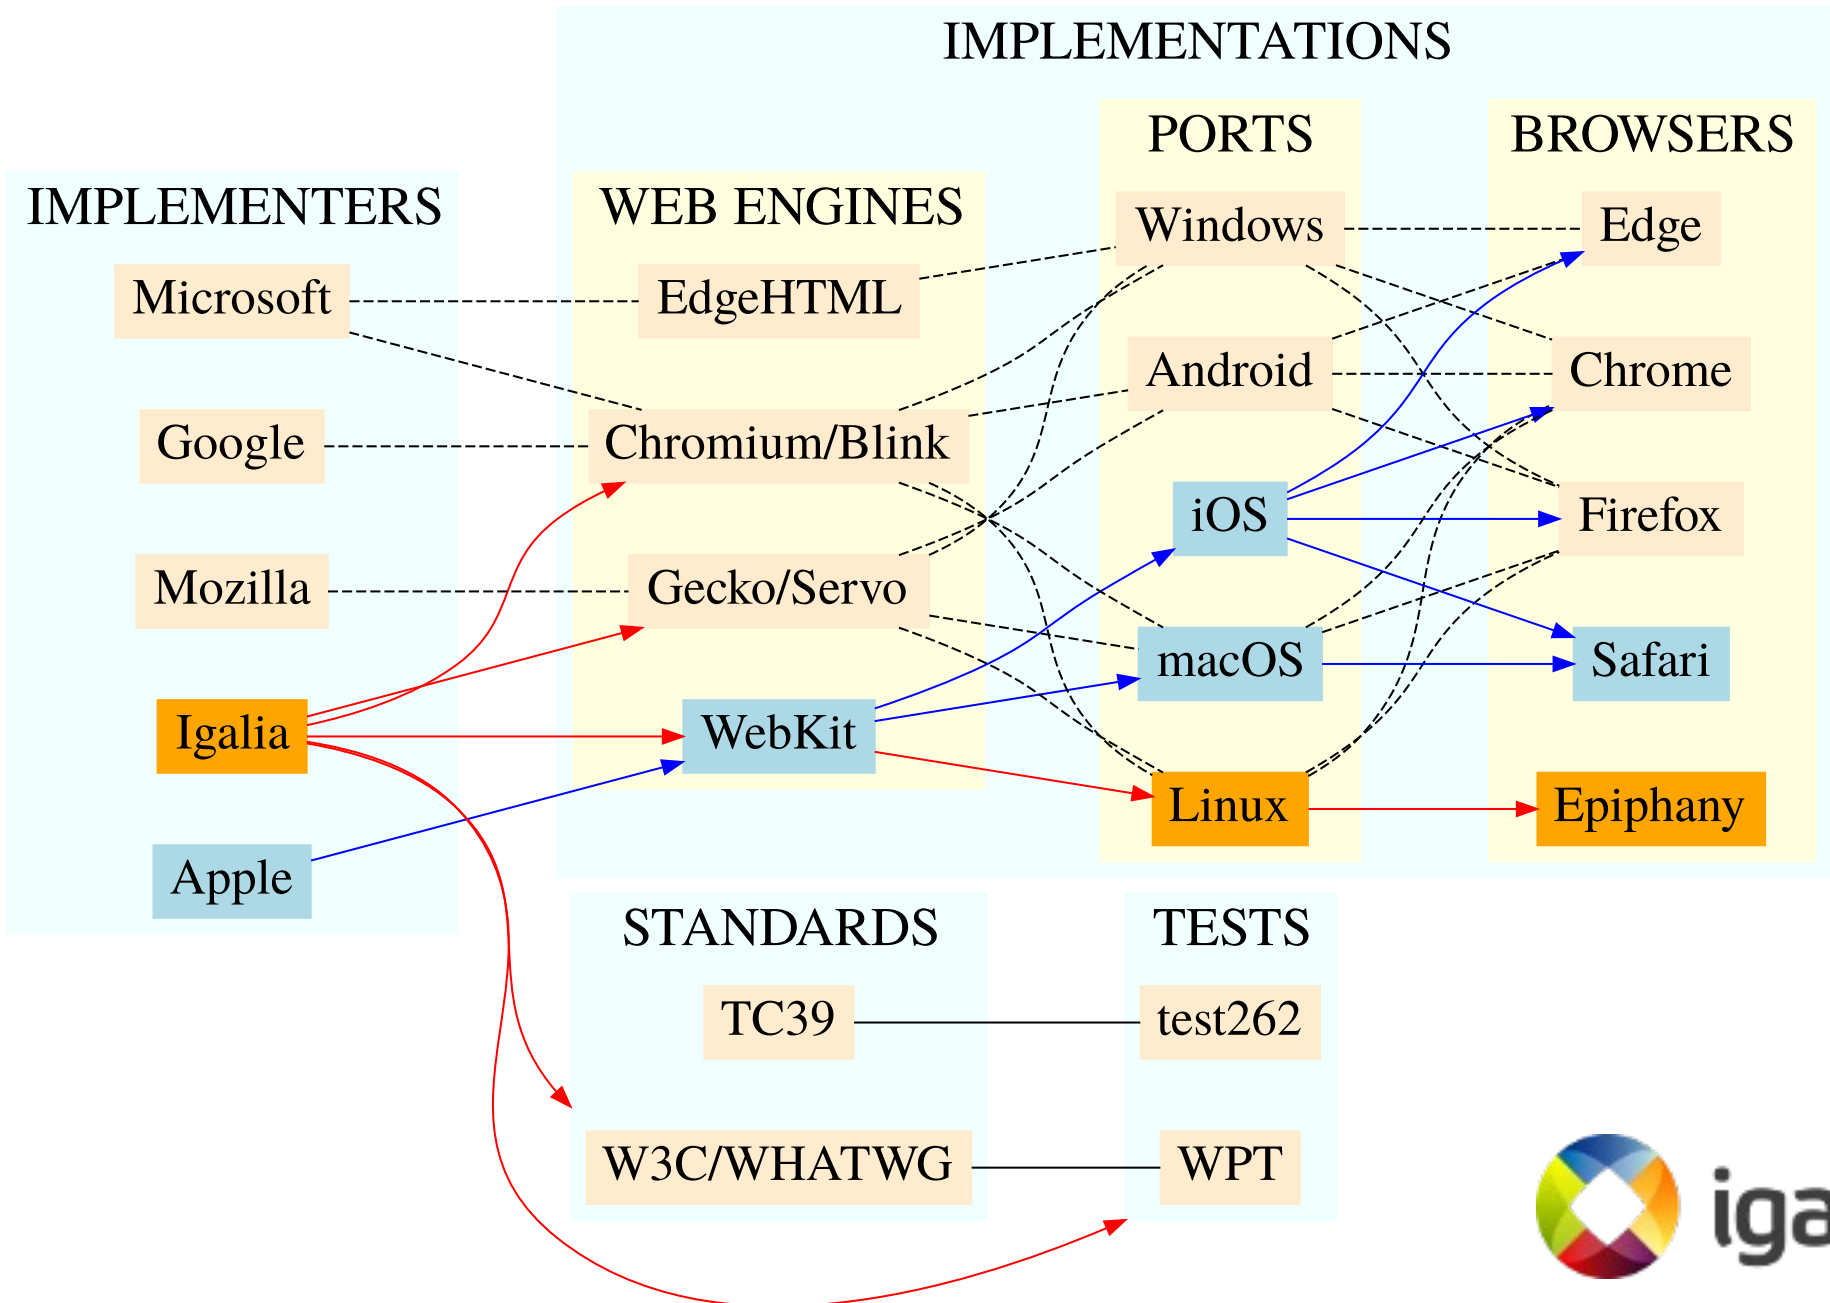 IMPLEMENTATIONS
IMPLEMENTERS
Microsoft
Google
Mozilla
Igalia
Apple
WEB ENGINES
EdgeHTML
Chromium/Blink
Gecko/Servo
WebKit
PORTS
Windows
Android
iOS
macOS
Linux
BROWSERS
Edge
Chrome
Firefox
Safari
Epiphany
STANDARDS
TC39
W3C/WHATWG
TESTS
test262
WPT
iga